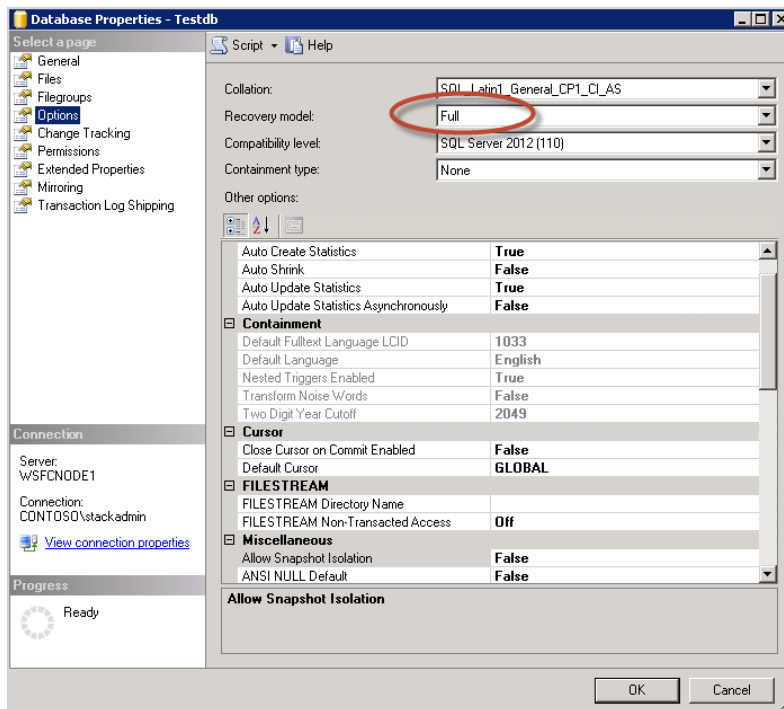 Database Properties - Testdb
Select a page
General
Files
Filegroups
Options
Change Tracking
Permissions
Extended Properties
Mirroring
Transaction Log Shipping
Connection
Server:
WSFCNODE1
Connection:
CONTOSO\stackadmin
View connection properties
Progress
Ready
Script
Help
Collation: SQL_Latin1_General_CP1_CI_AS
Recovery model: Full
Compatibility level: SQL Server 2012 (110)
Containment type: None
Other options:
Auto Create Statistics True
Auto Shrink False
Auto Update Statistics True
Auto Update Statistics Asynchronously False
Containment
Default Fulltext Language LCID 1033
Default Language English
Nested Triggers Enabled True
Transform Noise Words False
Two Digit Year Cutoff 2049
Cursor
Close Cursor on Commit Enabled False
Default Cursor GLOBAL
FILESTREAM
FILESTREAM Directory Name
FILESTREAM Non-Transacted Access Off
Miscellaneous
Allow Snapshot Isolation False
ANSI NULL Default False
Allow Snapshot Isolation
OK
Cancel